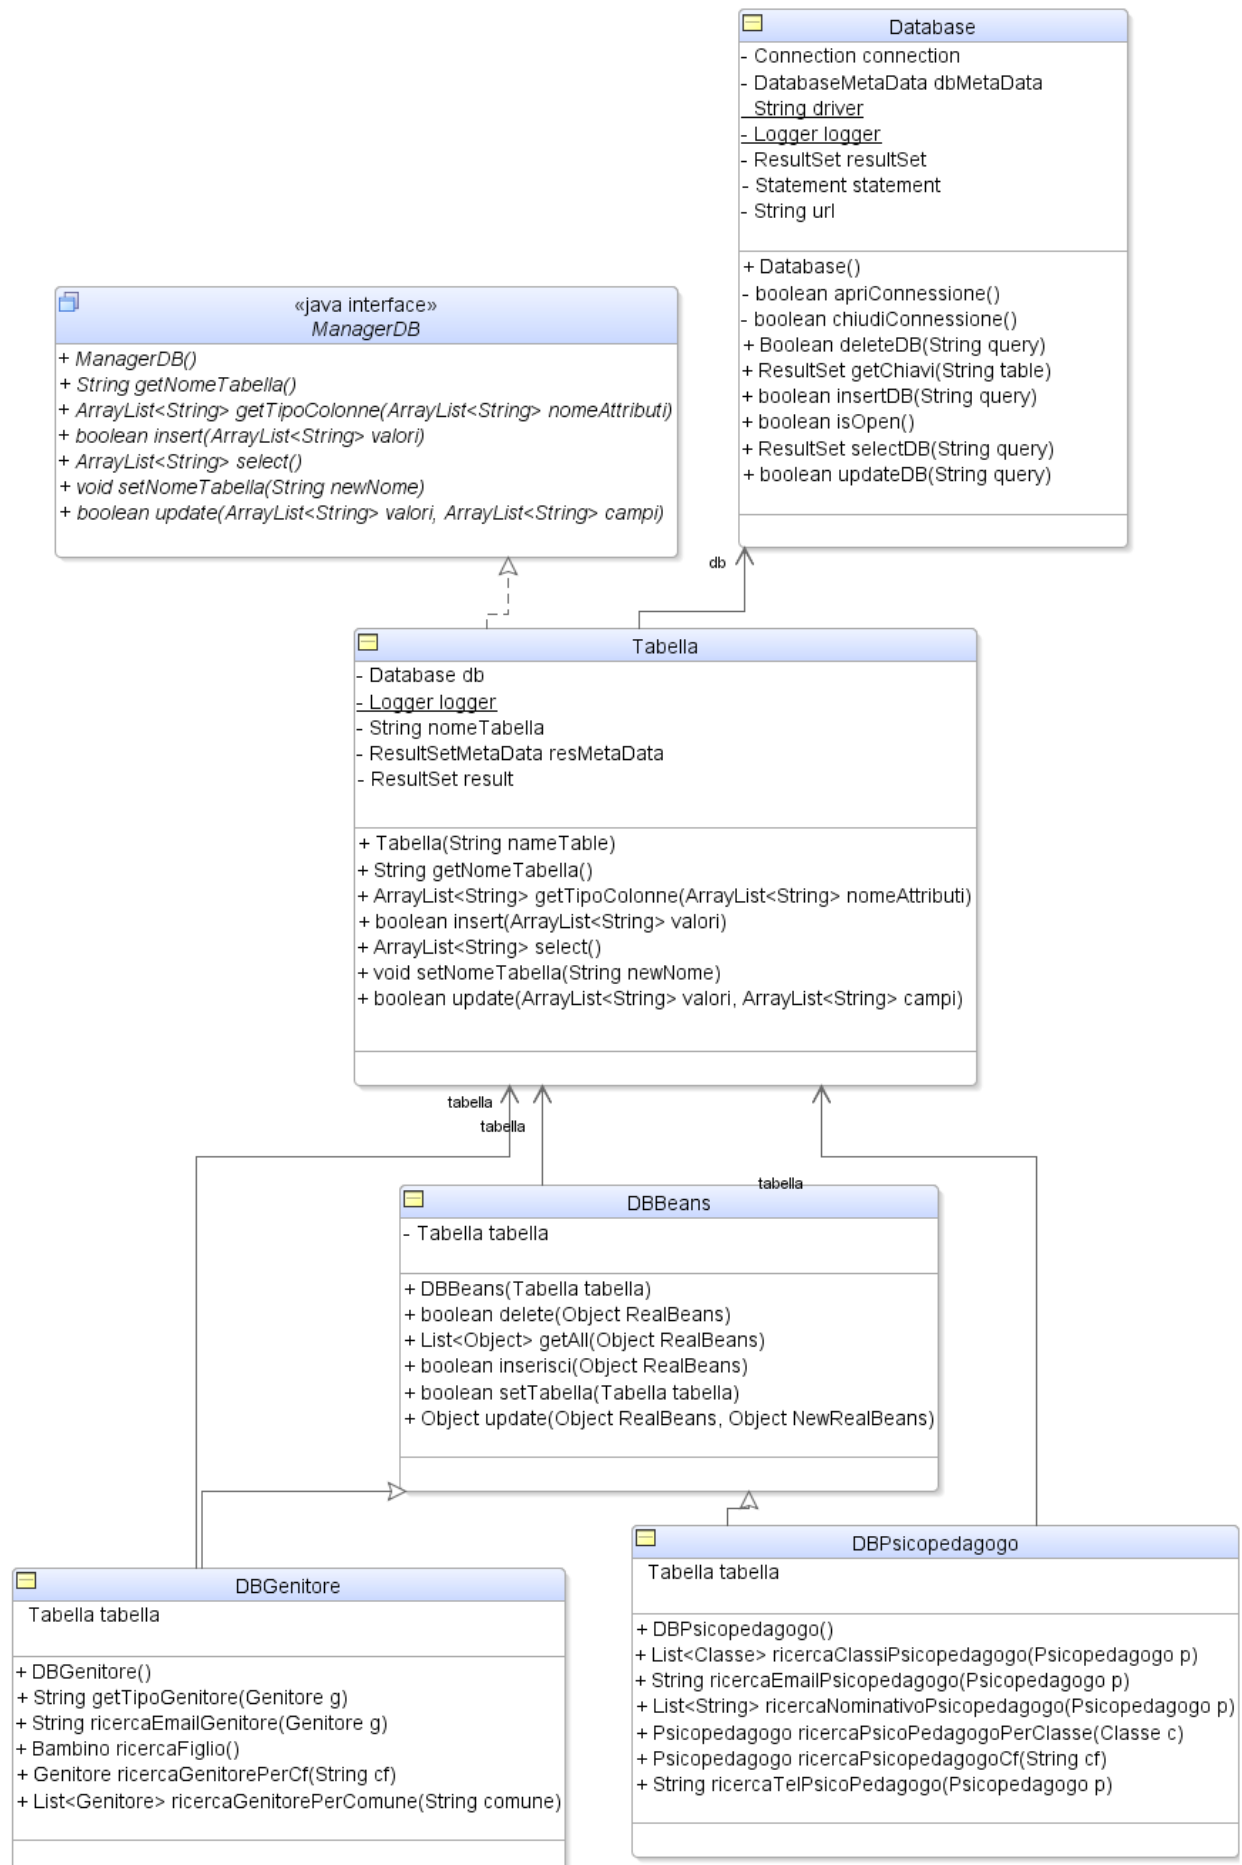 Database
- Connection connection
- DatabaseMetaData dbMetaData
String driver
- Logger logger
- ResultSet resultSet
- Statement statement
- String url
+ Database()
- boolean apriConnessione()
- boolean chiudiConnessione()
+ Boolean deleteDB(String query)
+ ResultSet getChiavi(String table)
+ boolean insertDB(String query)
+ boolean isOpen()
+ ResultSet selectDB(String query)
+ boolean updateDB(String query)
«java interface»
ManagerDB
+ ManagerDB()
+ String getNomeTabella()
+ ArrayList<String> getTipoColonne(ArrayList<String> nomeAttributi)
+ boolean insert(ArrayList<String> valori)
+ ArrayList<String> select()
+ void setNomeTabella(String newNome)
+ boolean update(ArrayList<String> valori, ArrayList<String> campi)
db
Tabella
- Database db
- Logger logger
- String nomeTabella
- ResultSetMetaData resMetaData
- ResultSet result
+ Tabella(String nameTable)
+ String getNomeTabella()
+ ArrayList<String> getTipoColonne(ArrayList<String> nomeAttributi)
+ boolean insert(ArrayList<String> valori)
+ ArrayList<String> select()
+ void setNomeTabella(String newNome)
+ boolean update(ArrayList<String> valori, ArrayList<String> campi)
tabella
tabella
tabella
DBBeans
- Tabella tabella
+ DBBeans(Tabella tabella)
+ boolean delete(Object RealBeans)
+ List<Object> getAll(Object RealBeans)
+ boolean inserisci(Object RealBeans)
+ boolean setTabella(Tabella tabella)
+ Object update(Object RealBeans, Object NewRealBeans)
DBGenitore
Tabella tabella
+ DBGenitore()
+ String getTipoGenitore(Genitore g)
+ String ricercaEmailGenitore(Genitore g)
+ Bambino ricercaFiglio()
+ Genitore ricercaGenitorePerCf(String cf)
+ List<Genitore> ricercaGenitorePerComune(String comune)
DBPsicopedagogo
Tabella tabella
+ DBPsicopedagogo()
+ List<Classe> ricercaClassiPsicopedagogo(Psicopedagogo p)
+ String ricercaEmailPsicopedagogo(Psicopedagogo p)
+ List<String> ricercaNominativoPsicopedagogo(Psicopedagogo p)
+ Psicopedagogo ricercaPsicoPedagogoPerClasse(Classe c)
+ Psicopedagogo ricercaPsicopedagogoCf(String cf)
+ String ricercaTelPsicoPedagogo(Psicopedagogo p)